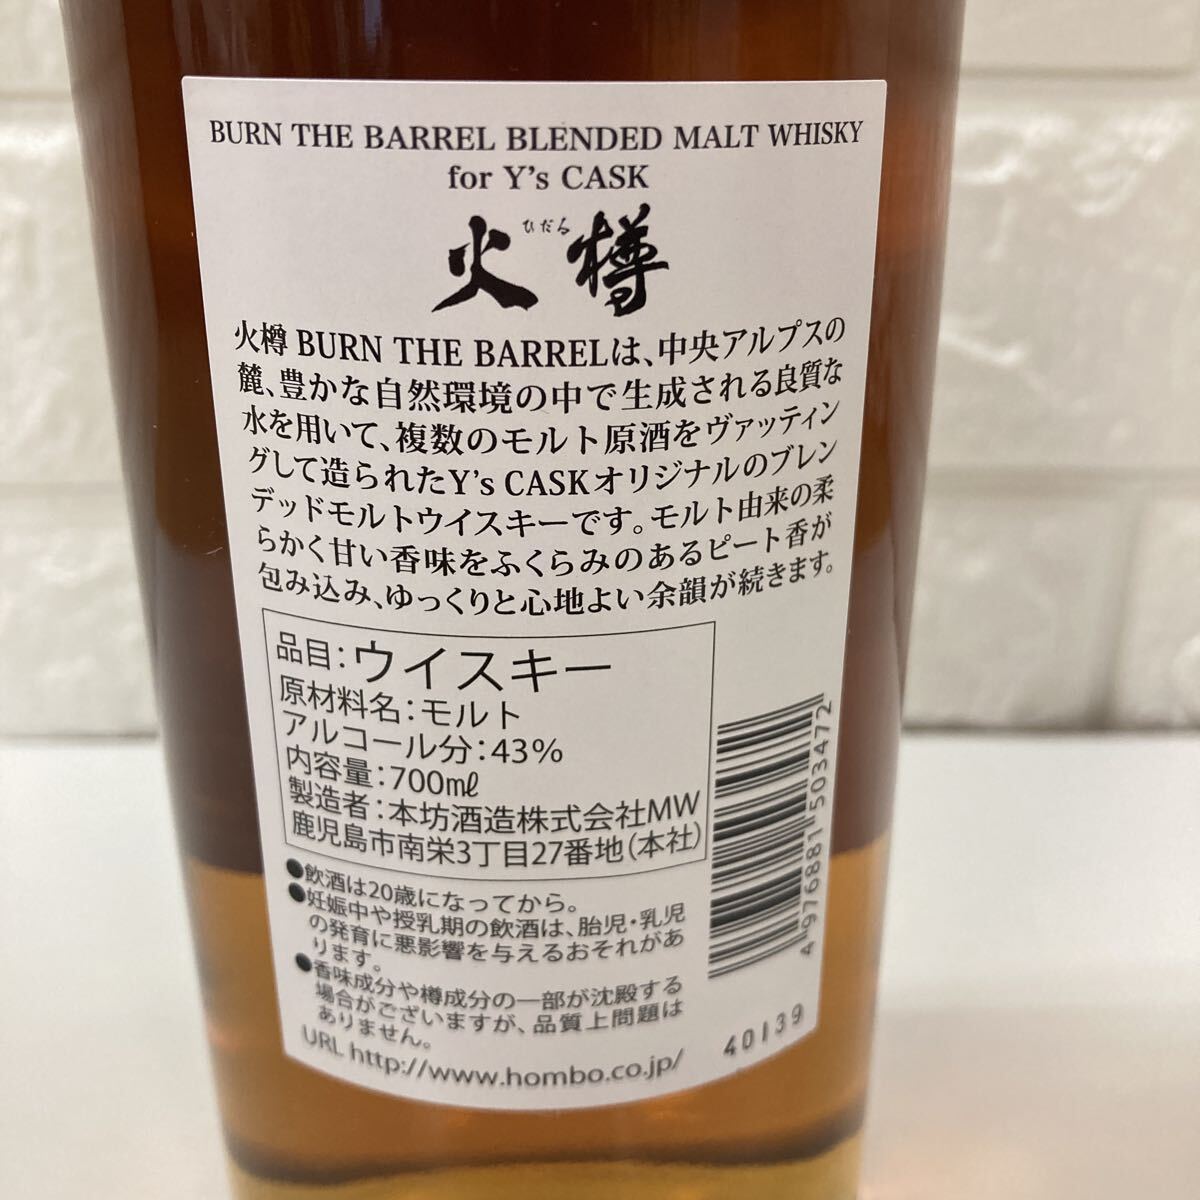 BURN THE BARREL BLENDED MALT WHISKY
for Y's CASK
ひだる
火樽
火樽 BURN THE BARRELは、中央アルプスの
麓、豊かな自然環境の中で生成される良質な
水を用いて、複数のモルト原酒をヴァッティン
グして造られたY's CASKオリジナルのブレン
デッドモルトウイスキーです。モルト由来の柔
らかく甘い香味をふくらみのあるピート香が
包み込み、ゆっくりと心地よい余韻が続きます。
品目:ウイスキー
原材料名:モルト
アルコール分:43%
内容量:700㎖
製造者:本坊酒造株式会社MW
鹿児島市南栄3丁目27番地(本社)
●飲酒は20歳になってから。
●妊娠中や授乳期の飲酒は、胎児・乳児
の発育に悪影響を与えるおそれがあ
ります。
●香味成分や樽成分の一部が沈殿する
場合がございますが、品質上問題は
ありません。
URL http://www.hombo.co.jp/
4 976881 503472
40139